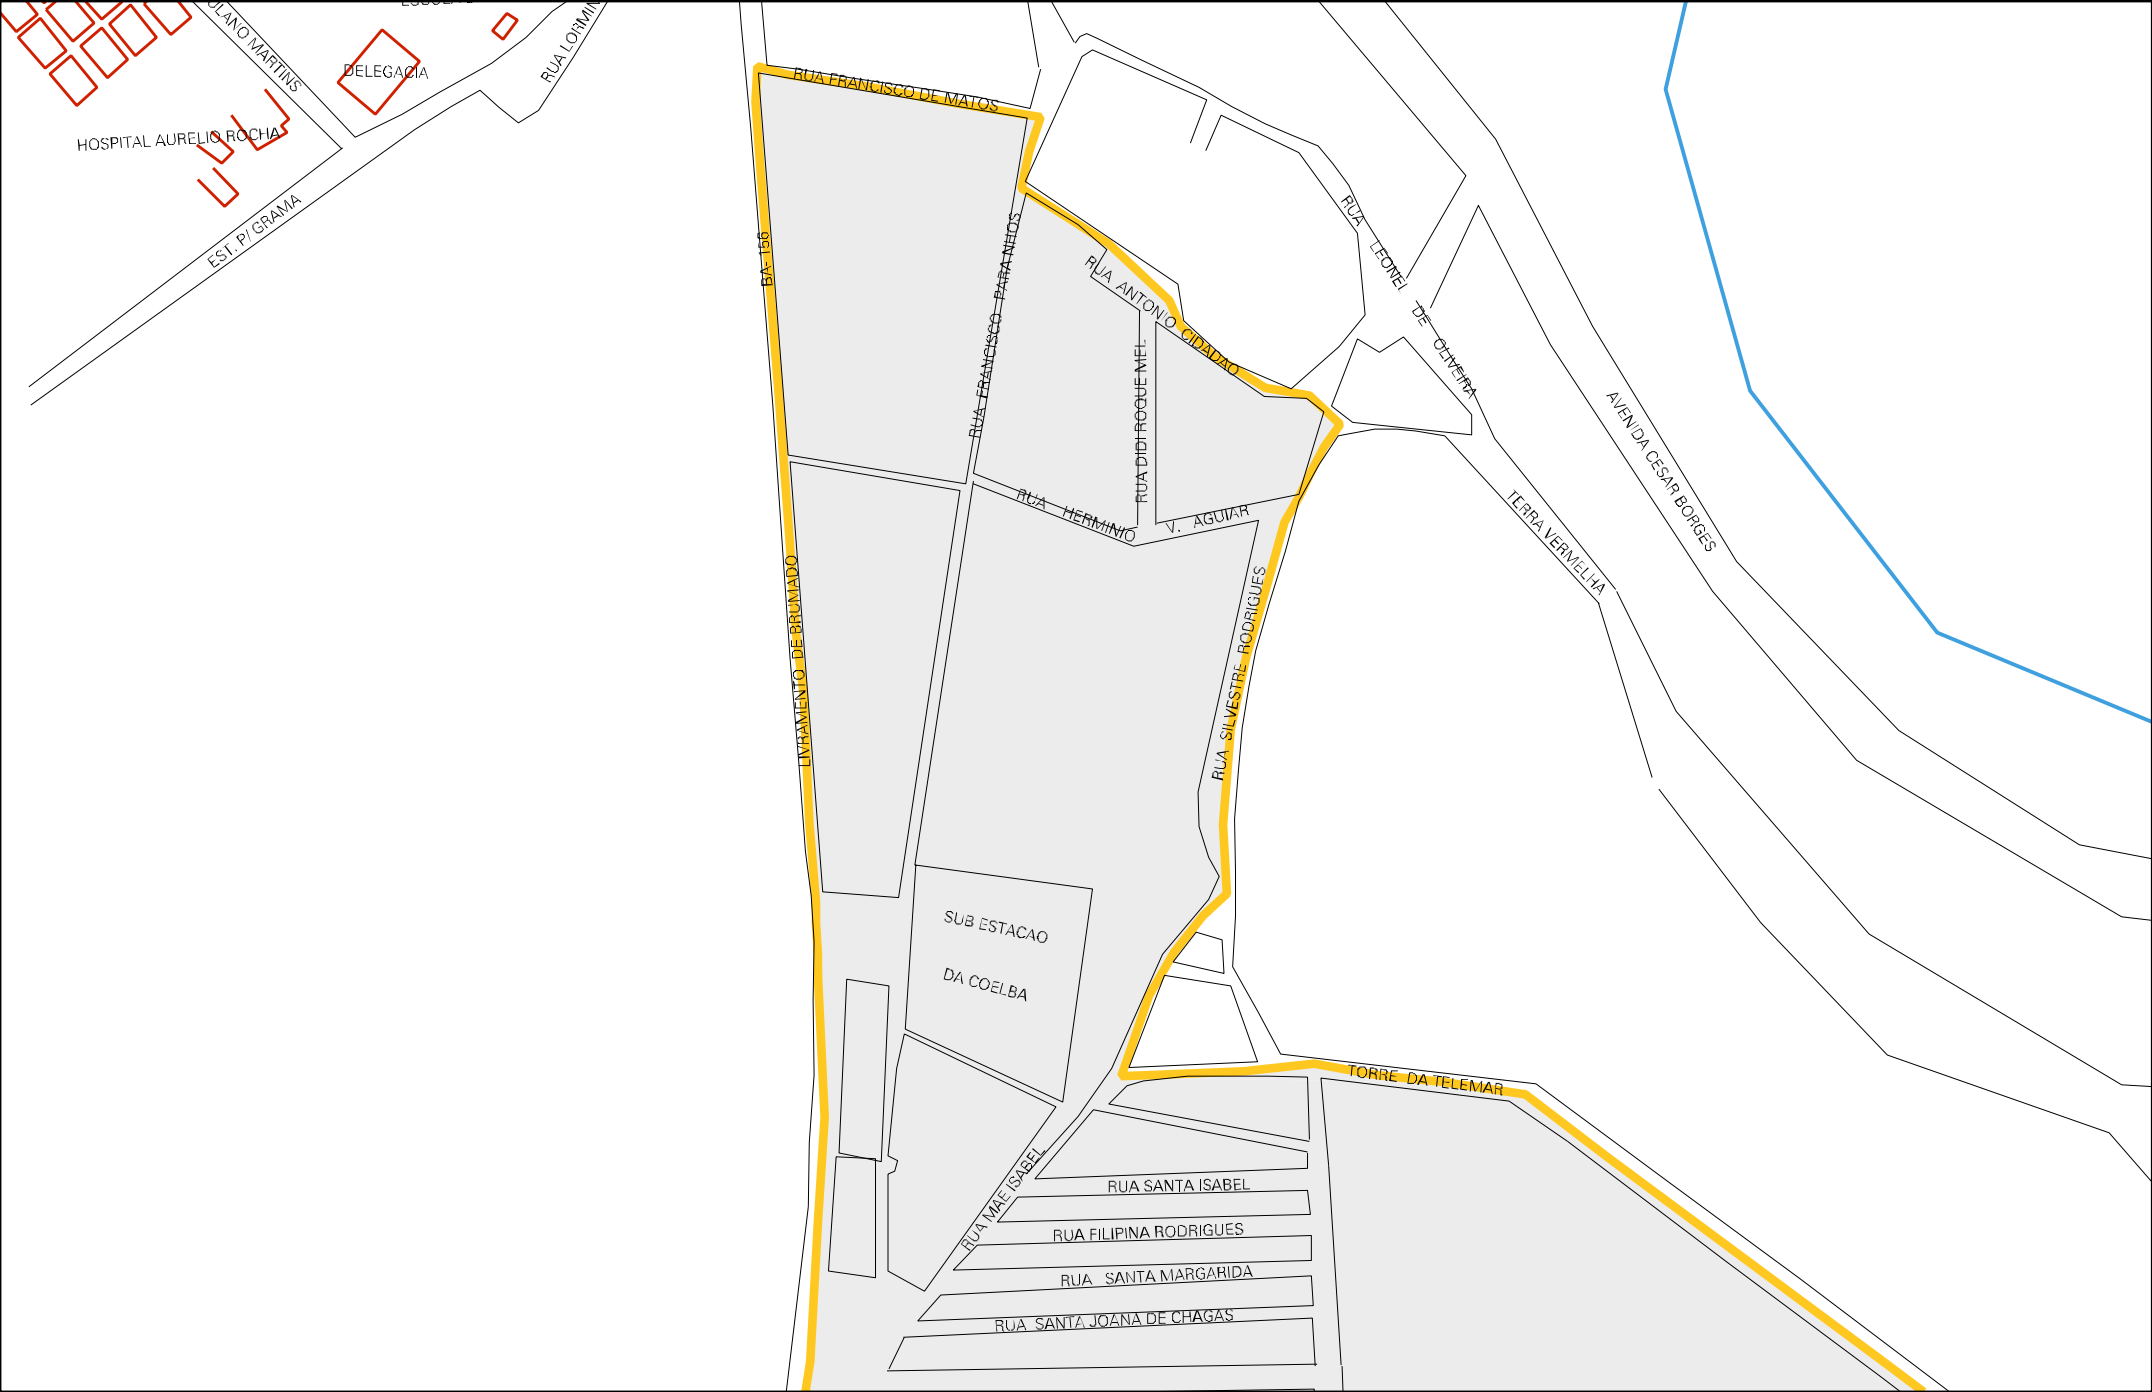 DELEGACIA
HOSPITAL AURELIO ROCHA
EST. P/ GRAMA
MARTINS
RUA
RUA FRANCISCO DE MATOS
BA- 156
RUA FRANCISCO PARANHOS
RUA ANTONIO CIDADAO
RUA DIDI ROQUE MEL
RUA LEONEL DE OLIVEIRA
AVENIDA CESAR BORGES
TERRA VERMELHA
RUA HERMINIO V. AGUIAR
LIVRAMENTO DE BRUMADO
RUA SILVESTRE RODRIGUES
SUB ESTACAO
DA COELBA
TORRE DA TELEMAR
RUA MAE ISABEL
RUA SANTA ISABEL
RUA FILIPINA RODRIGUES
RUA SANTA MARGARIDA
RUA SANTA JOANA DE CHAGAS